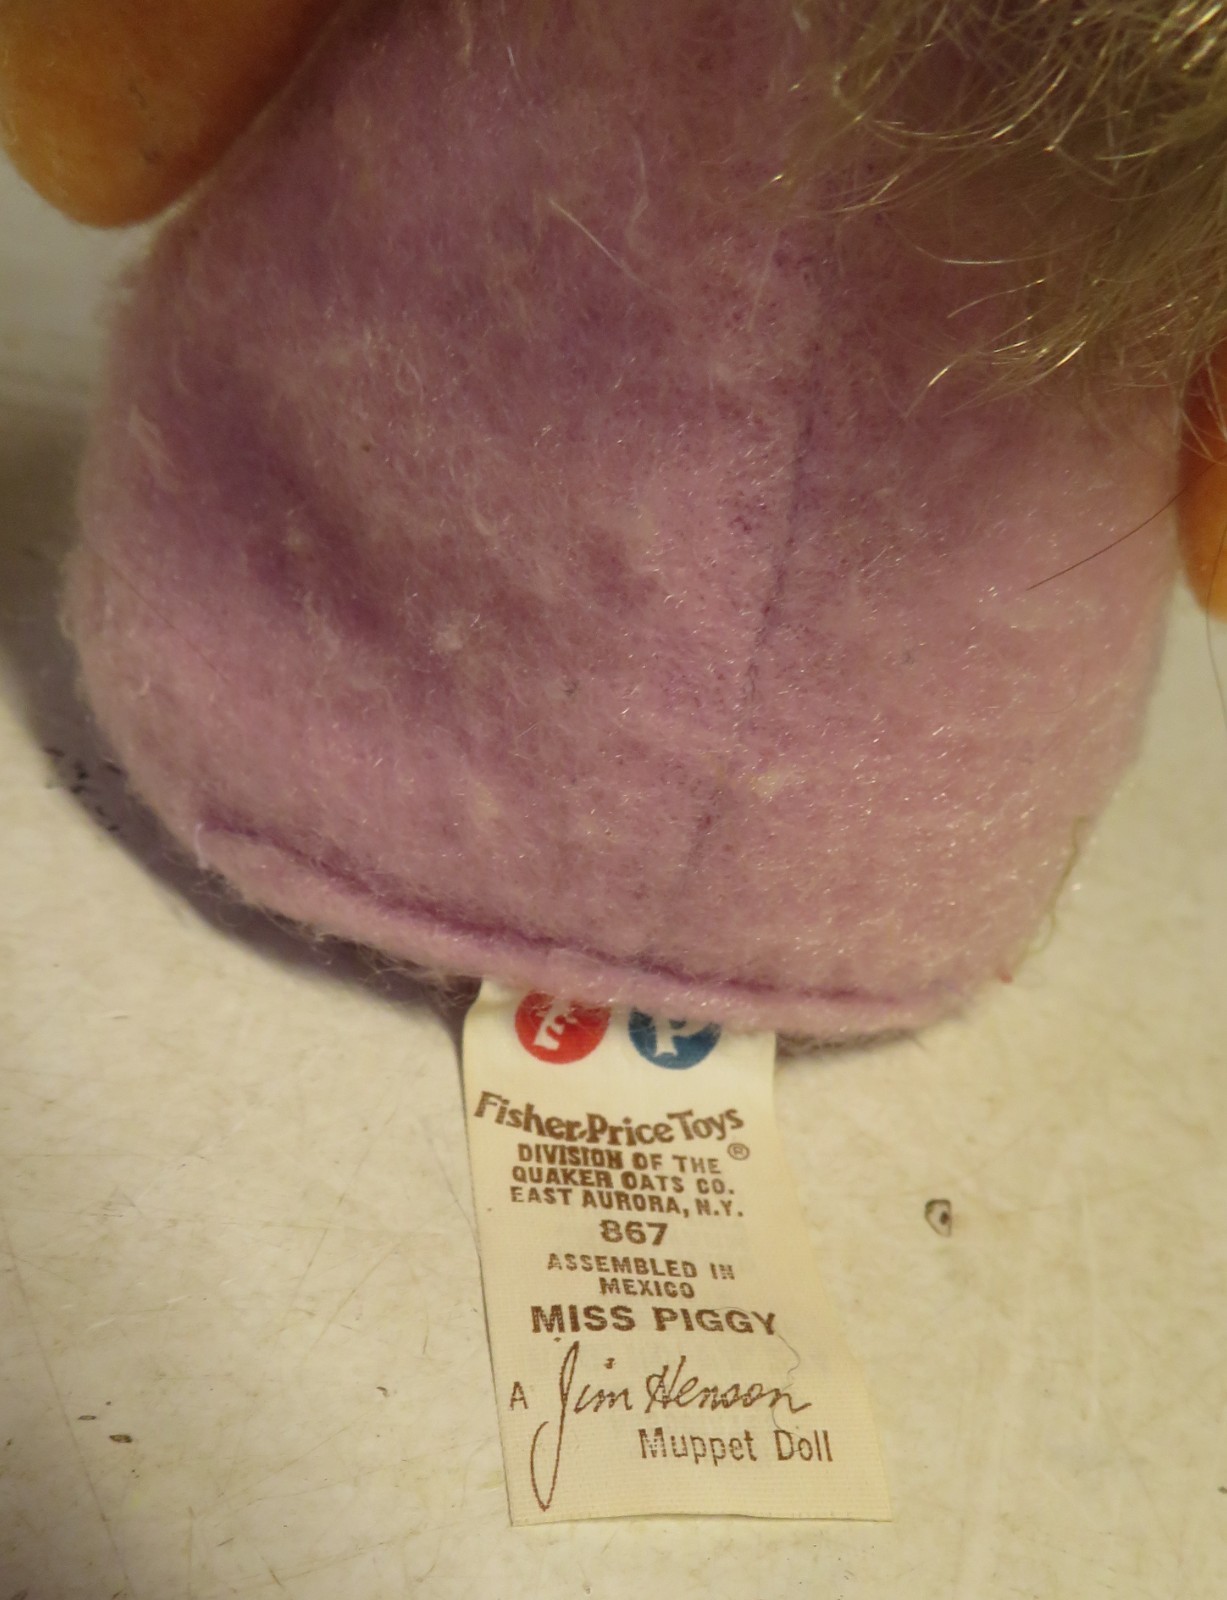 F P
Fisher-Price Toys
®
DIVISION OF THE
QUAKER OATS CO.
EAST AURORA, N.Y.
867
ASSEMBLED IN
MEXICO
MISS PIGGY
A Jim Henson
Muppet Doll